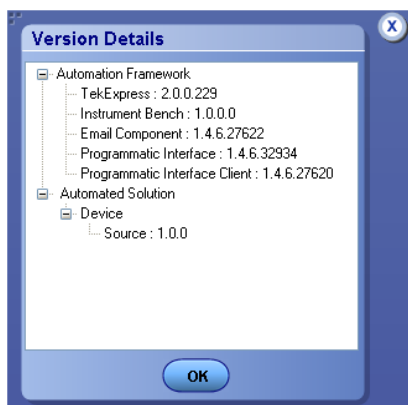 Version Details
X
Automation Framework
TekExpress : 2.0.0.229
Instrument Bench : 1.0.0.0
Email Component : 1.4.6.27622
Programmatic Interface : 1.4.6.32934
Programmatic Interface Client : 1.4.6.27620
Automated Solution
Device
Source : 1.0.0
OK